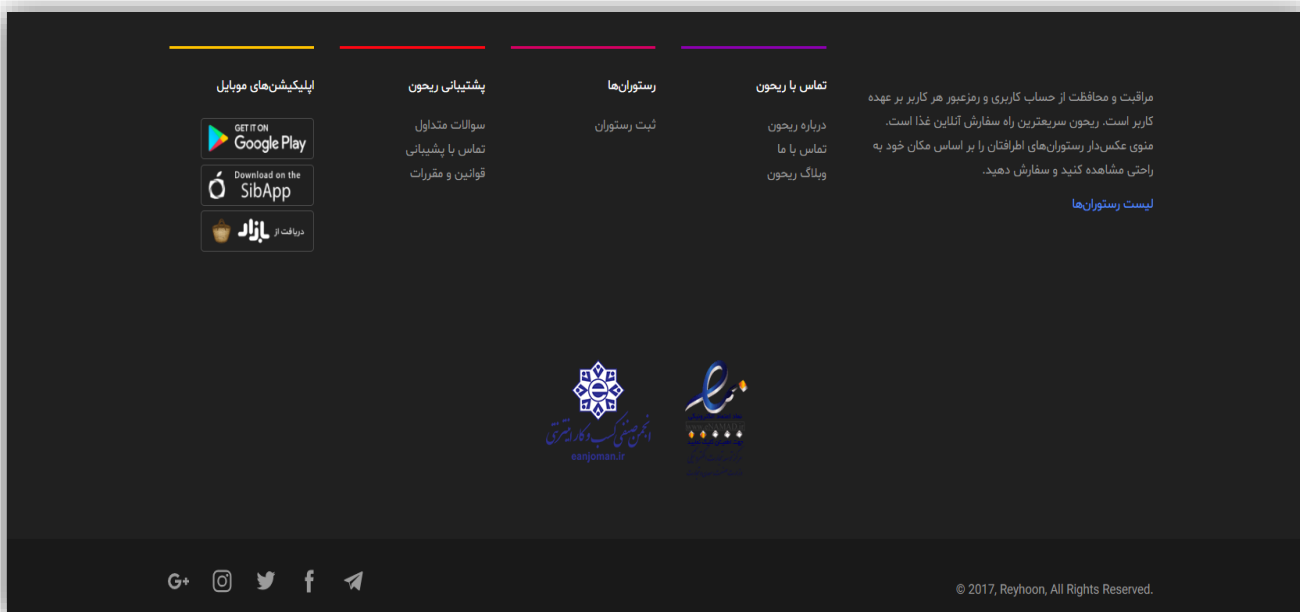 مراقبت و محافظت از حساب کاربری و رمزعبور هر کاربر بر عهده
کاربر است. ریحون سریعترین راه سفارش آنلاین غذا است.
منوی عکس‌دار رستوران‌های اطرافتان را بر اساس مکان خود به
راحتی مشاهده کنید و سفارش دهید.
لیست رستوران‌ها
تماس با ریحون
درباره ریحون
تماس با ما
وبلاگ ریحون
رستوران‌ها
ثبت رستوران
پشتیبانی ریحون
سوالات متداول
تماس با پشیبانی
قوانین و مقررات
اپلیکیشن‌های موبایل
GET IT ON
Google Play
Download on the
SibApp
دریافت از بازار
انجمن صنفی کسب و کار اینترنتی
eanjoman.ir
© 2017, Reyhoon, All Rights Reserved.